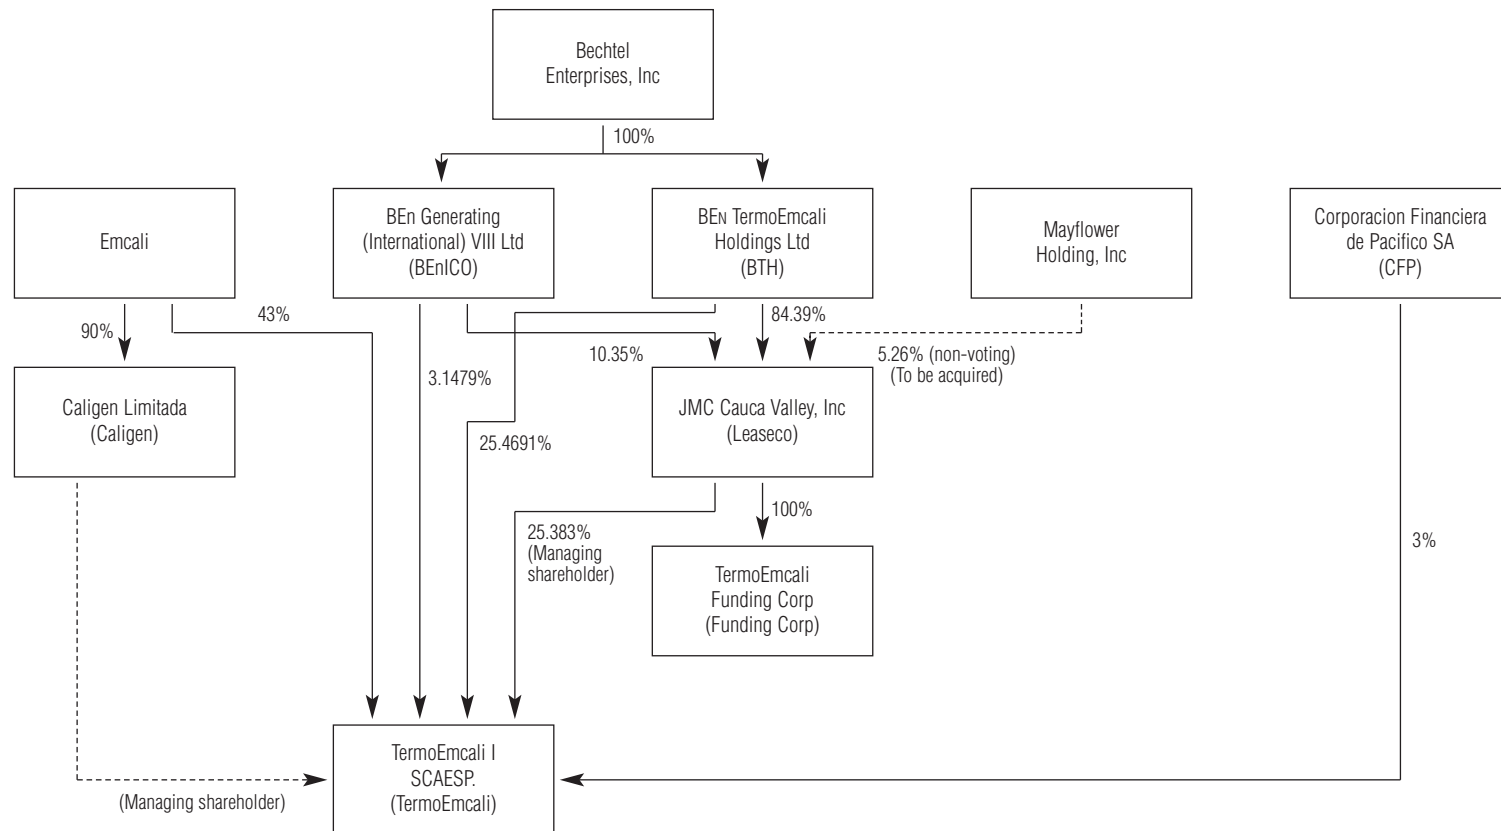 Bechtel
Enterprises, Inc
100%
Emcali
BEn Generating
(International) VIII Ltd
(BEnICO)
BEN TermoEmcali
Holdings Ltd
(BTH)
Mayflower
Holding, Inc
Corporacion Financiera
de Pacifico SA
(CFP)
90%
43%
84.39%
10.35%
5.26% (non-voting)
(To be acquired)
3.1479%
Caligen Limitada
(Caligen)
JMC Cauca Valley, Inc
(Leaseco)
25.4691%
100%
25.383%
(Managing
shareholder)
3%
TermoEmcali
Funding Corp
(Funding Corp)
TermoEmcali I
SCAESP.
(TermoEmcali)
(Managing shareholder)